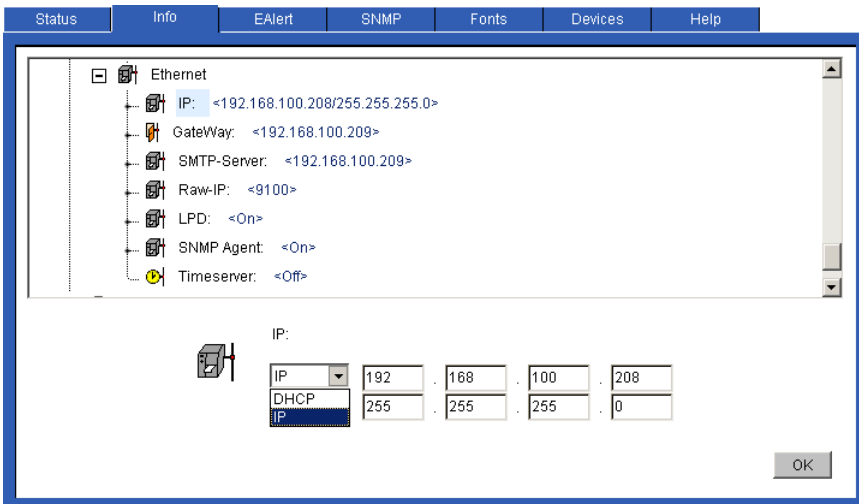 Status Info EAlert SNMP Fonts Devices Help
Ethernet
IP: <192.168.100.208/255.255.255.0>
GateWay: <192.168.100.209>
SMTP-Server: <192.168.100.209>
Raw-IP: <9100>
LPD: <On>
SNMP Agent: <On>
Timeserver: <Off>
IP:
IP 192 . 168 . 100 . 208
DHCP
IP 255 . 255 . 255 . 0
OK